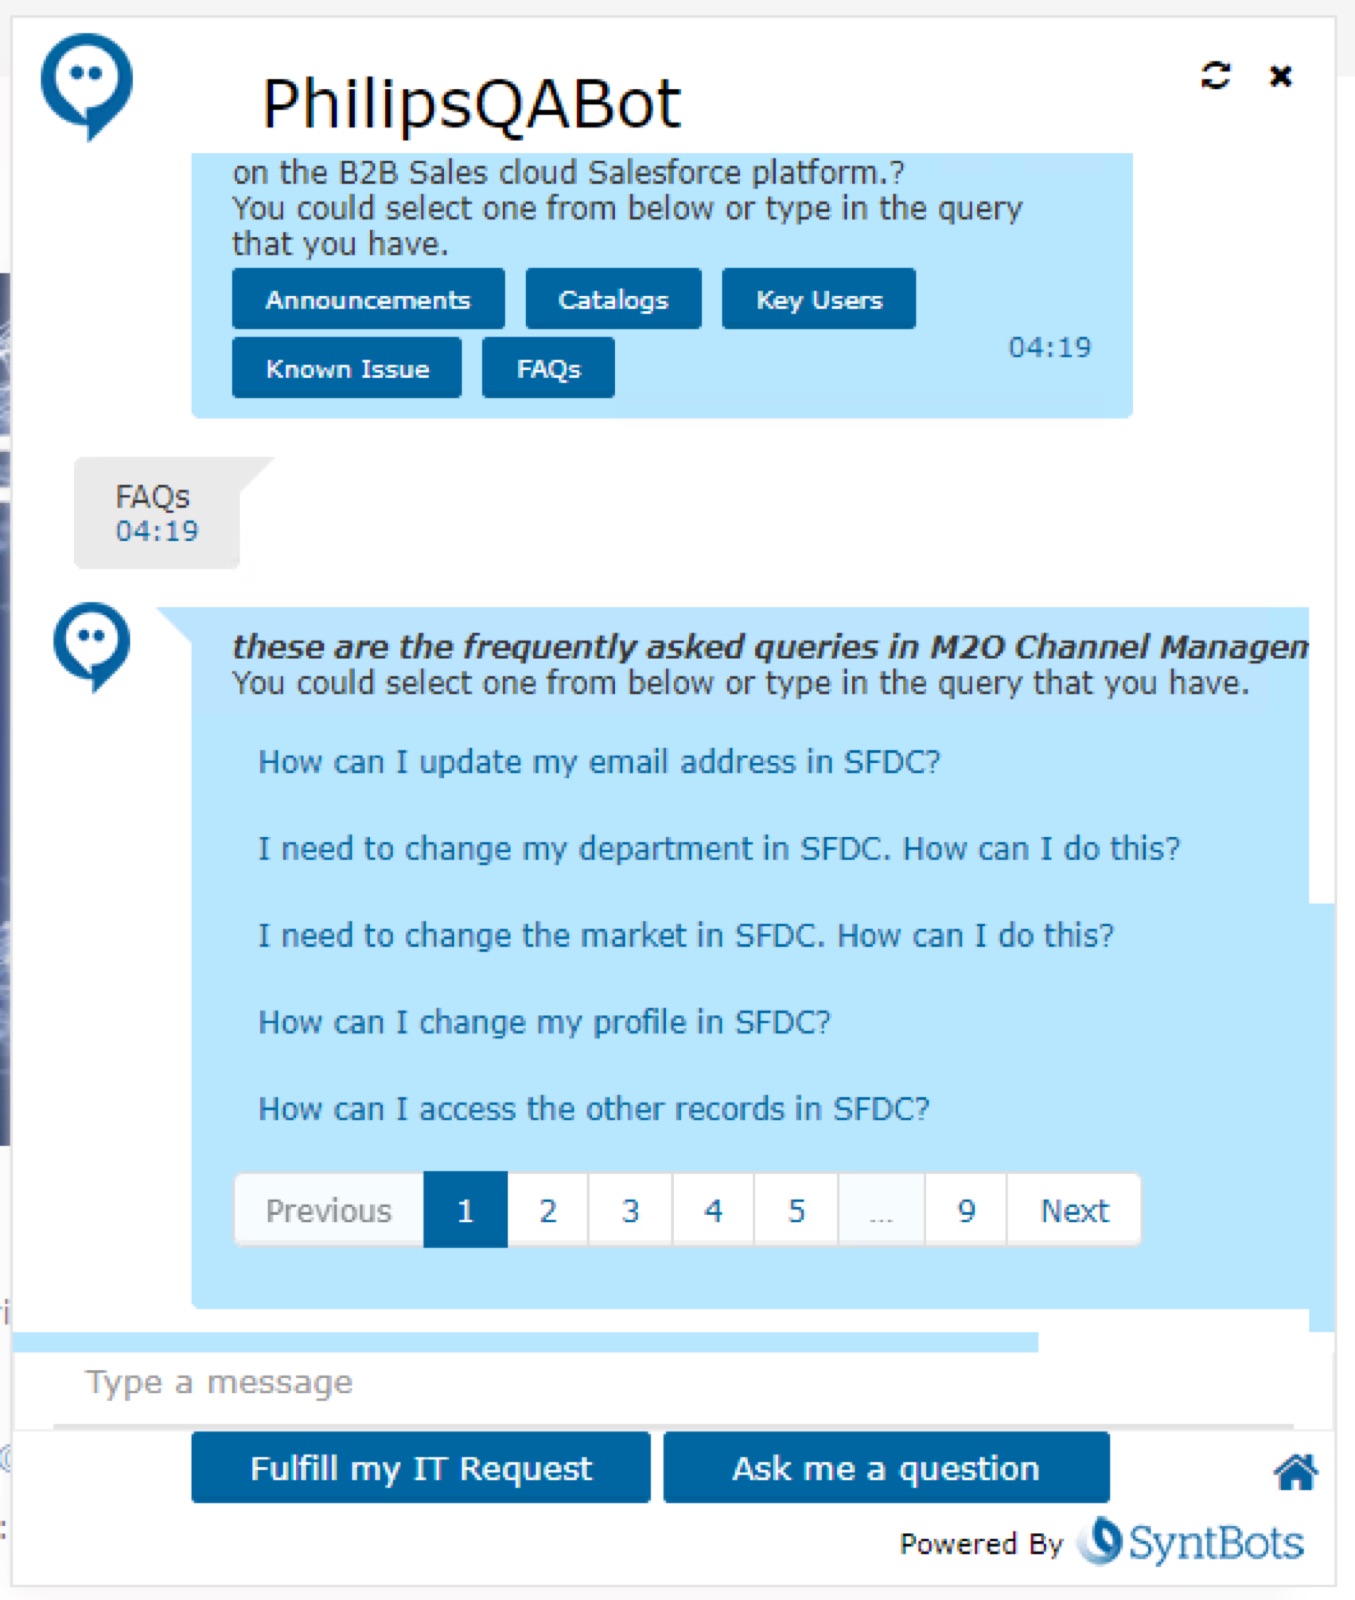 PhilipsQABot
on the B2B Sales cloud Salesforce platform.?
You could select one from below or type in the query
that you have.
Announcements Catalogs Key Users
Known Issue FAQs
04:19
FAQs
04:19
these are the frequently asked queries in M2O Channel Managem
You could select one from below or type in the query that you have.
How can I update my email address in SFDC?
I need to change my department in SFDC. How can I do this?
I need to change the market in SFDC. How can I do this?
How can I change my profile in SFDC?
How can I access the other records in SFDC?
Previous 1 2 3 4 5 ... 9 Next
Type a message
Fulfill my IT Request Ask me a question
Powered By SyntBots